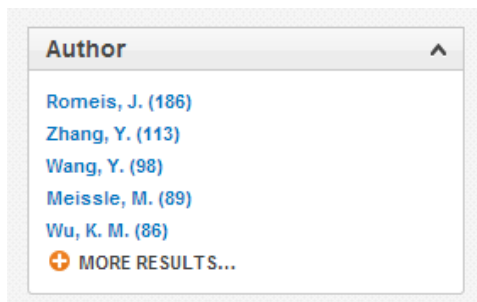 Author
Romeis, J. (186)
Zhang, Y. (113)
Wang, Y. (98)
Meissle, M. (89)
Wu, K. M. (86)
MORE RESULTS...